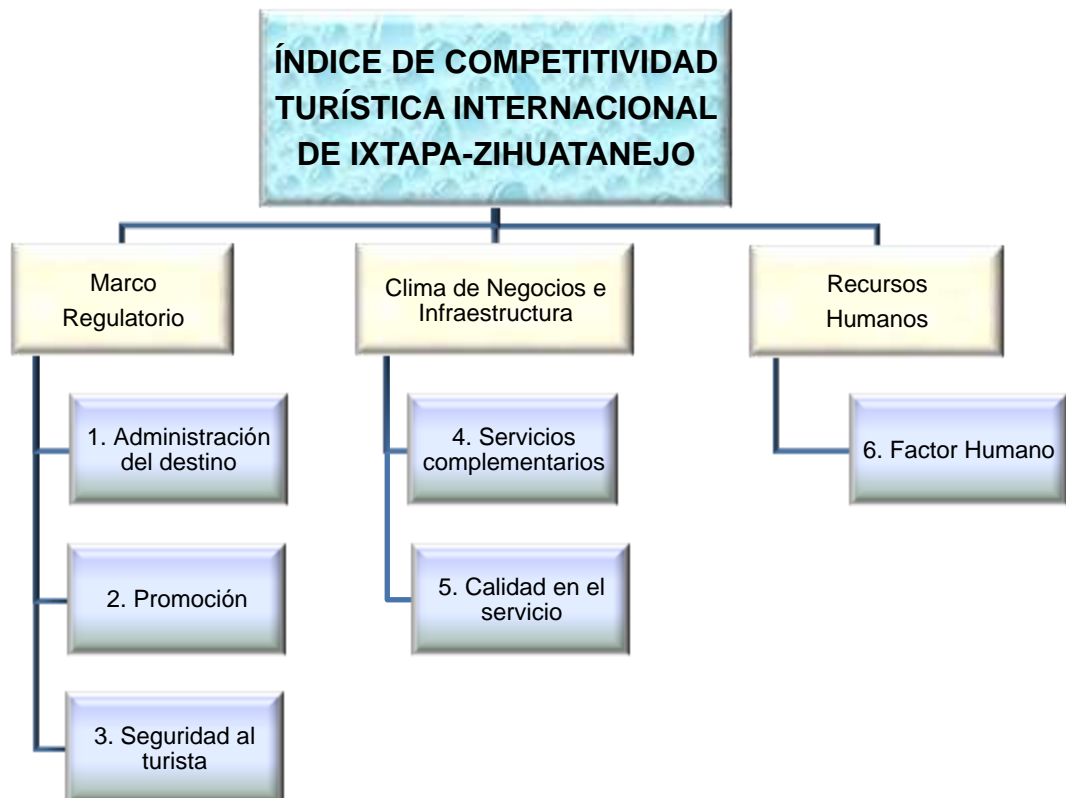 ÍNDICE DE COMPETITIVIDAD
TURÍSTICA INTERNACIONAL
DE IXTAPA-ZIHUATANEJO
Marco
Regulatorio
Clima de Negocios e
Infraestructura
Recursos
Humanos
1. Administración
del destino
2. Promoción
3. Seguridad al
turista
4. Servicios
complementarios
5. Calidad en el
servicio
6. Factor Humano